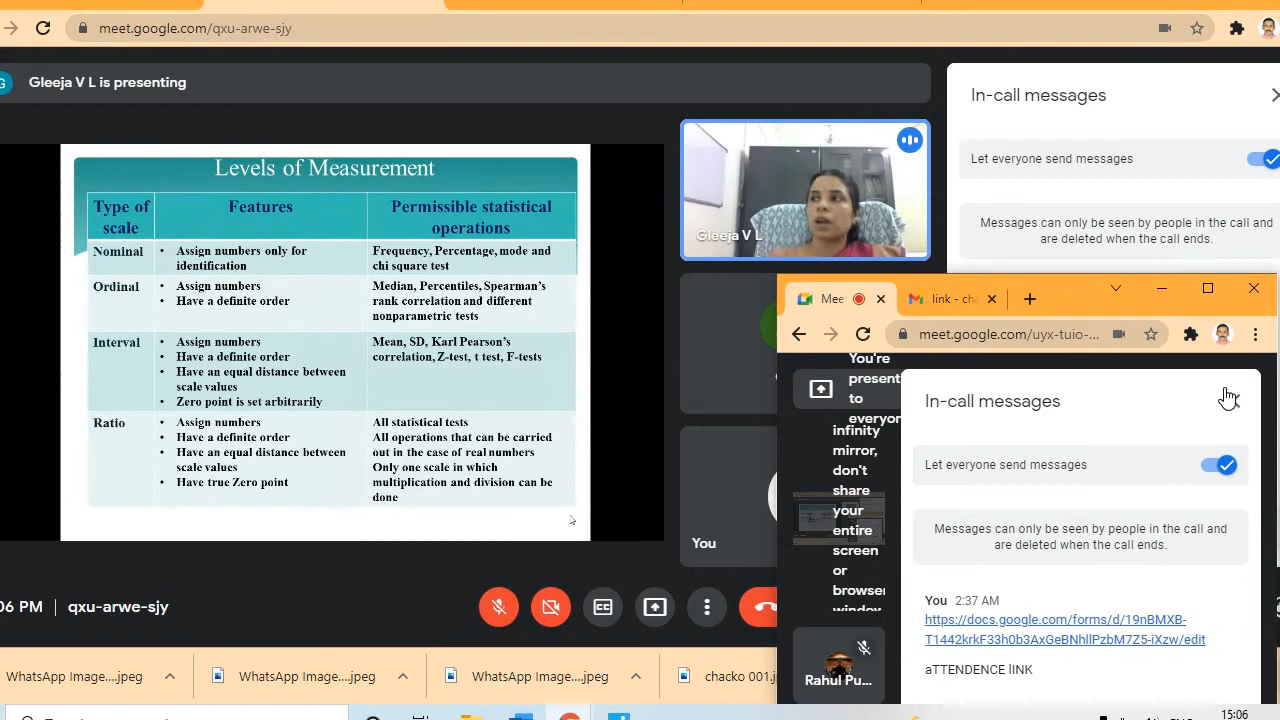 meet.google.com/qxu-arwe-sjy
G
Gleeja V L is presenting
Levels of Measurement
Type of scale
Features
Permissible statistical operations
Nominal
• Assign numbers only for
identification
Frequency, Percentage, mode and
chi square test
Ordinal
• Assign numbers
• Have a definite order
Median, Percentiles, Spearman's
rank correlation and different
nonparametric tests
Interval
• Assign numbers
• Have a definite order
• Have an equal distance between
scale values
• Zero point is set arbitrarily
Mean, SD, Karl Pearson's
correlation, Z-test, t test, F-tests
Ratio
• Assign numbers
• Have a definite order
• Have an equal distance between
scale values
• Have true Zero point
All statistical tests
All operations that can be carried
out in the case of real numbers
Only one scale in which
multiplication and division can be
done
Gleeja V L
You
In-call messages
Let everyone send messages
Messages can only be seen by people in the call and
are deleted when the call ends.
Mee
link - cha
meet.google.com/uyx-tuio-...
You're
present
to
everyone
infinity
mirror,
don't
share
your
entire
screen
or
browser
window
Rahul Pu...
In-call messages
Let everyone send messages
Messages can only be seen by people in the call and
are deleted when the call ends.
You 2:37 AM
https://docs.google.com/forms/d/19nBMXB-
T1442krkF33h0b3AxGeBNhllPzbM7Z5-iXzw/edit
aTTENDENCE lINK
06 PM | qxu-arwe-sjy
WhatsApp Image....jpeg
WhatsApp Image....jpeg
WhatsApp Image....jpeg
chacko 001.j
15:06